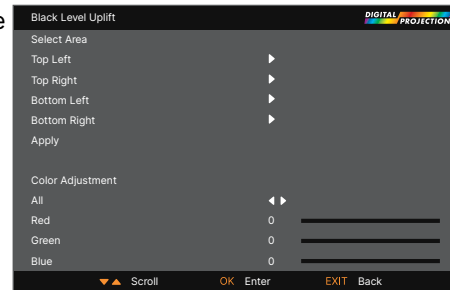 e
Black Level Uplift
DIGITAL PROJECTION
Select Area
Top Left
Top Right
Bottom Left
Bottom Right
Apply
Color Adjustment
All
Red 0
Green 0
Blue 0
Scroll OK Enter EXIT Back